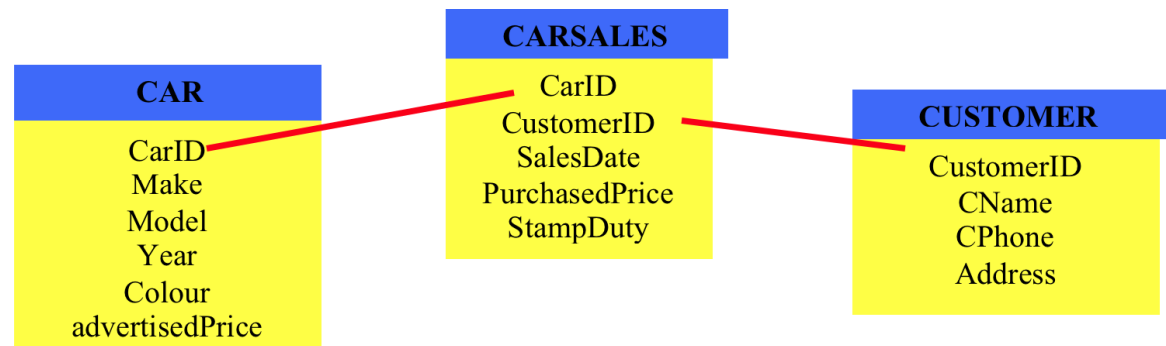 CAR
CarID
Make
Model
Year
Colour
advertisedPrice
CARSALES
CarID
CustomerID
SalesDate
PurchasedPrice
StampDuty
CUSTOMER
CustomerID
CName
CPhone
Address